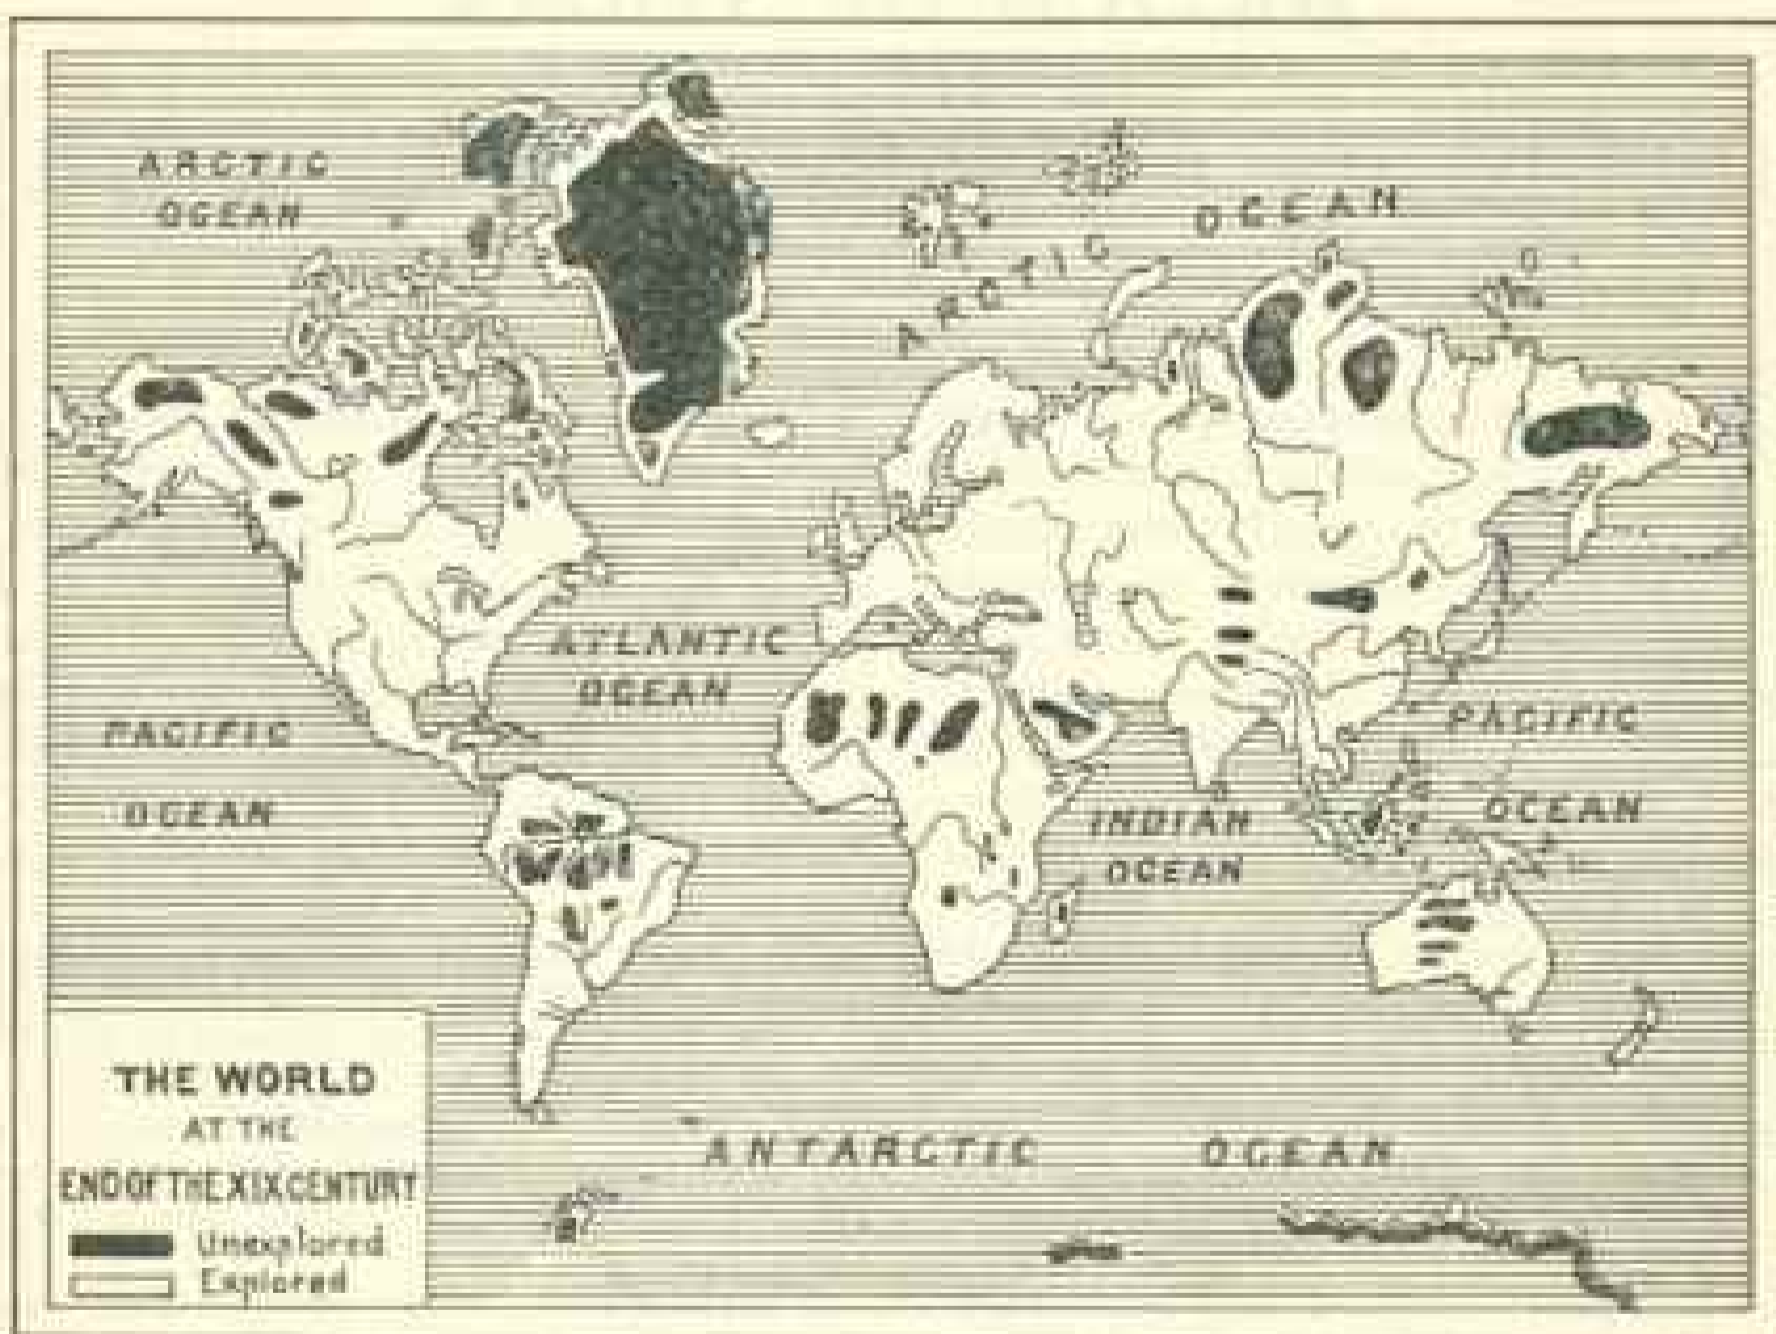 ARCTIC
OCEAN
ARCTIC OCEAN
ATLANTIC
OCEAN
PACIFIC
OCEAN
PACIFIC
OCEAN
INDIAN
OCEAN
ANTARCTIC OCEAN
THE WORLD
AT THE
END OF THE XIX CENTURY
Unexplored
Explored